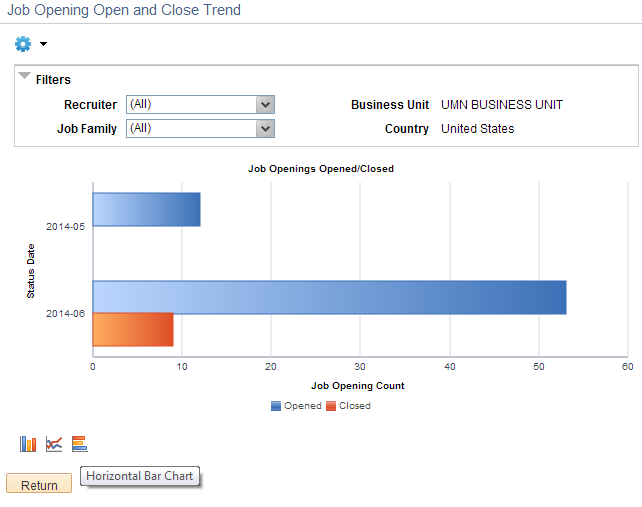 Job Opening Open and Close Trend
Filters
Recruiter (All) Business Unit UMN BUSINESS UNIT
Job Family (All) Country United States
Job Openings Opened/Closed
Status Date
2014-05
2014-06
0 10 20 30 40 50 60
Job Opening Count
Opened Closed
Horizontal Bar Chart
Return